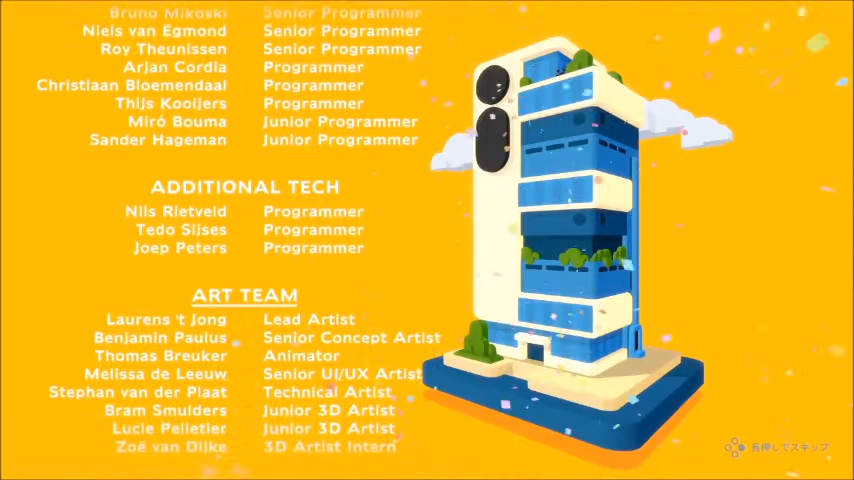 Bruno Mikoski Senior Programmer
Niels van Egmond Senior Programmer
Roy Theunissen Senior Programmer
Arjan Cordia Programmer
Christiaan Bloemendaal Programmer
Thijs Kooijers Programmer
Miró Bouma Junior Programmer
Sander Hageman Junior Programmer
ADDITIONAL TECH
Nils Rietveld Programmer
Tedo Sijses Programmer
Joep Peters Programmer
ART TEAM
Laurens 't Jong Lead Artist
Benjamin Paulus Senior Concept Artist
Thomas Breuker Animator
Melissa de Leeuw Senior UI/UX Artist
Stephan van der Plaat Technical Artist
Bram Smulders Junior 3D Artist
Lucie Pelletier Junior 3D Artist
Zoë van Dijke 3D Artist Intern
長押しでスキップ